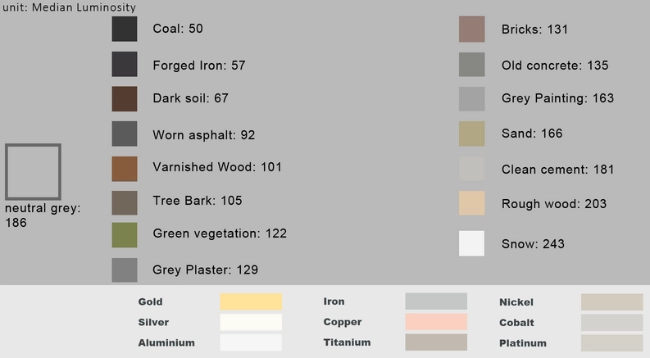 unit: Median Luminosity
Coal: 50
Forged Iron: 57
Dark soil: 67
Worn asphalt: 92
Varnished Wood: 101
Tree Bark: 105
Green vegetation: 122
Grey Plaster: 129
neutral grey:
186
Bricks: 131
Old concrete: 135
Grey Painting: 163
Sand: 166
Clean cement: 181
Rough wood: 203
Snow: 243
Gold Iron Nickel
Silver Copper Cobalt
Aluminium Titanium Platinum